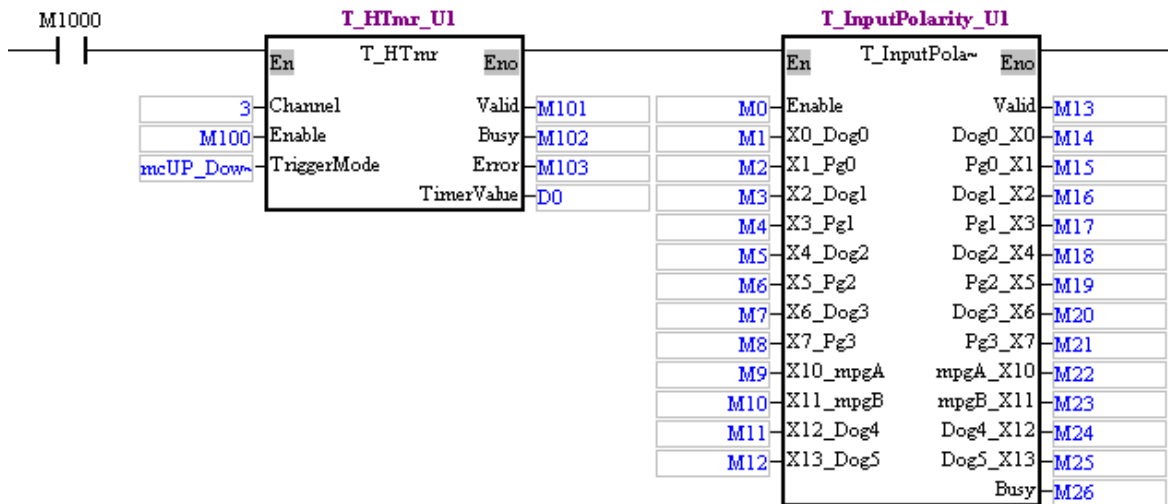 M1000 T_HTmr_U1 T_InputPolarity_U1
T_HTmr T_InputPola~
En Eno En Eno
3 Channel Valid M101 M0 Enable Valid M13
M100 Enable Busy M102 M1 X0_Dog0 Dog0_X0 M14
mcUP_Dow~ TriggerMode Error M103 M2 X1_Pg0 Pg0_X1 M15
TimerValue D0 M3 X2_Dog1 Dog1_X2 M16
M4 X3_Pg1 Pg1_X3 M17
M5 X4_Dog2 Dog2_X4 M18
M6 X5_Pg2 Pg2_X5 M19
M7 X6_Dog3 Dog3_X6 M20
M8 X7_Pg3 Pg3_X7 M21
M9 X10_mpgA mpgA_X10 M22
M10 X11_mpgB mpgB_X11 M23
M11 X12_Dog4 Dog4_X12 M24
M12 X13_Dog5 Dog5_X13 M25
Busy M26